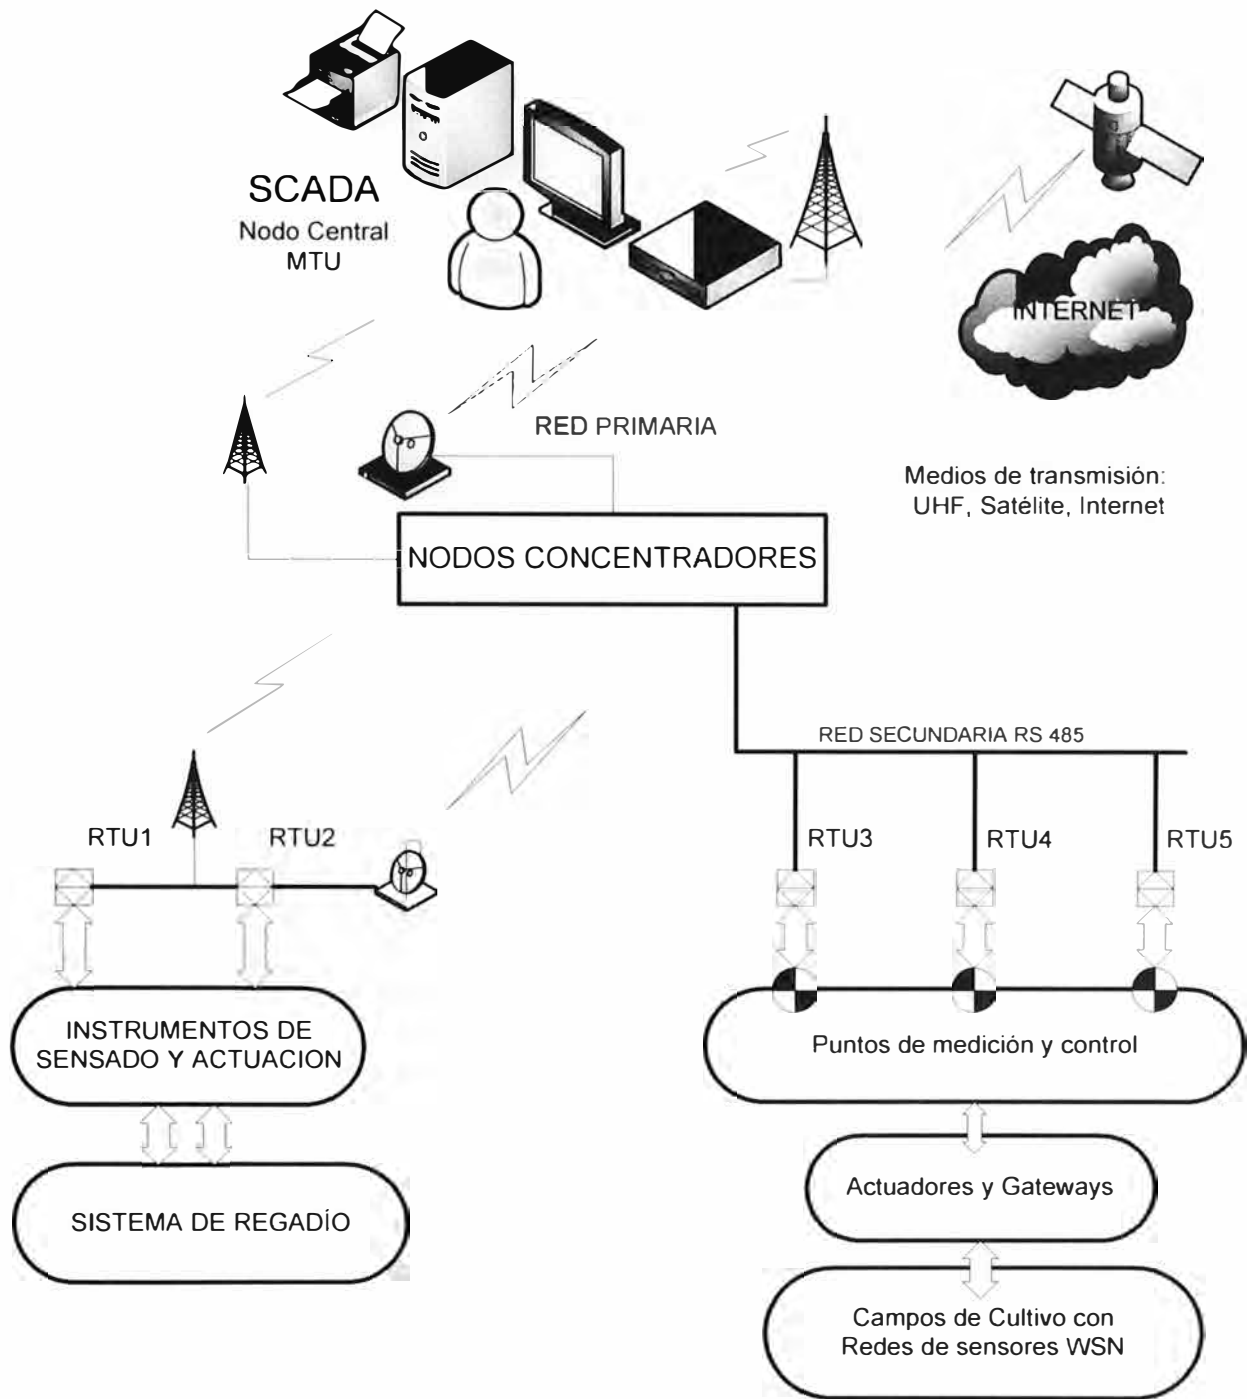 SCADA
Nodo Central
MTU
INTERNET
RED PRIMARIA
Medios de transmisión:
UHF, Satélite, Internet
NODOS CONCENTRADORES
RED SECUNDARIA RS 485
RTU1
RTU2
RTU3
RTU4
RTU5
INSTRUMENTOS DE
SENSADO Y ACTUACION
Puntos de medición y control
Actuadores y Gateways
SISTEMA DE REGADÍO
Campos de Cultivo con
Redes de sensores WSN